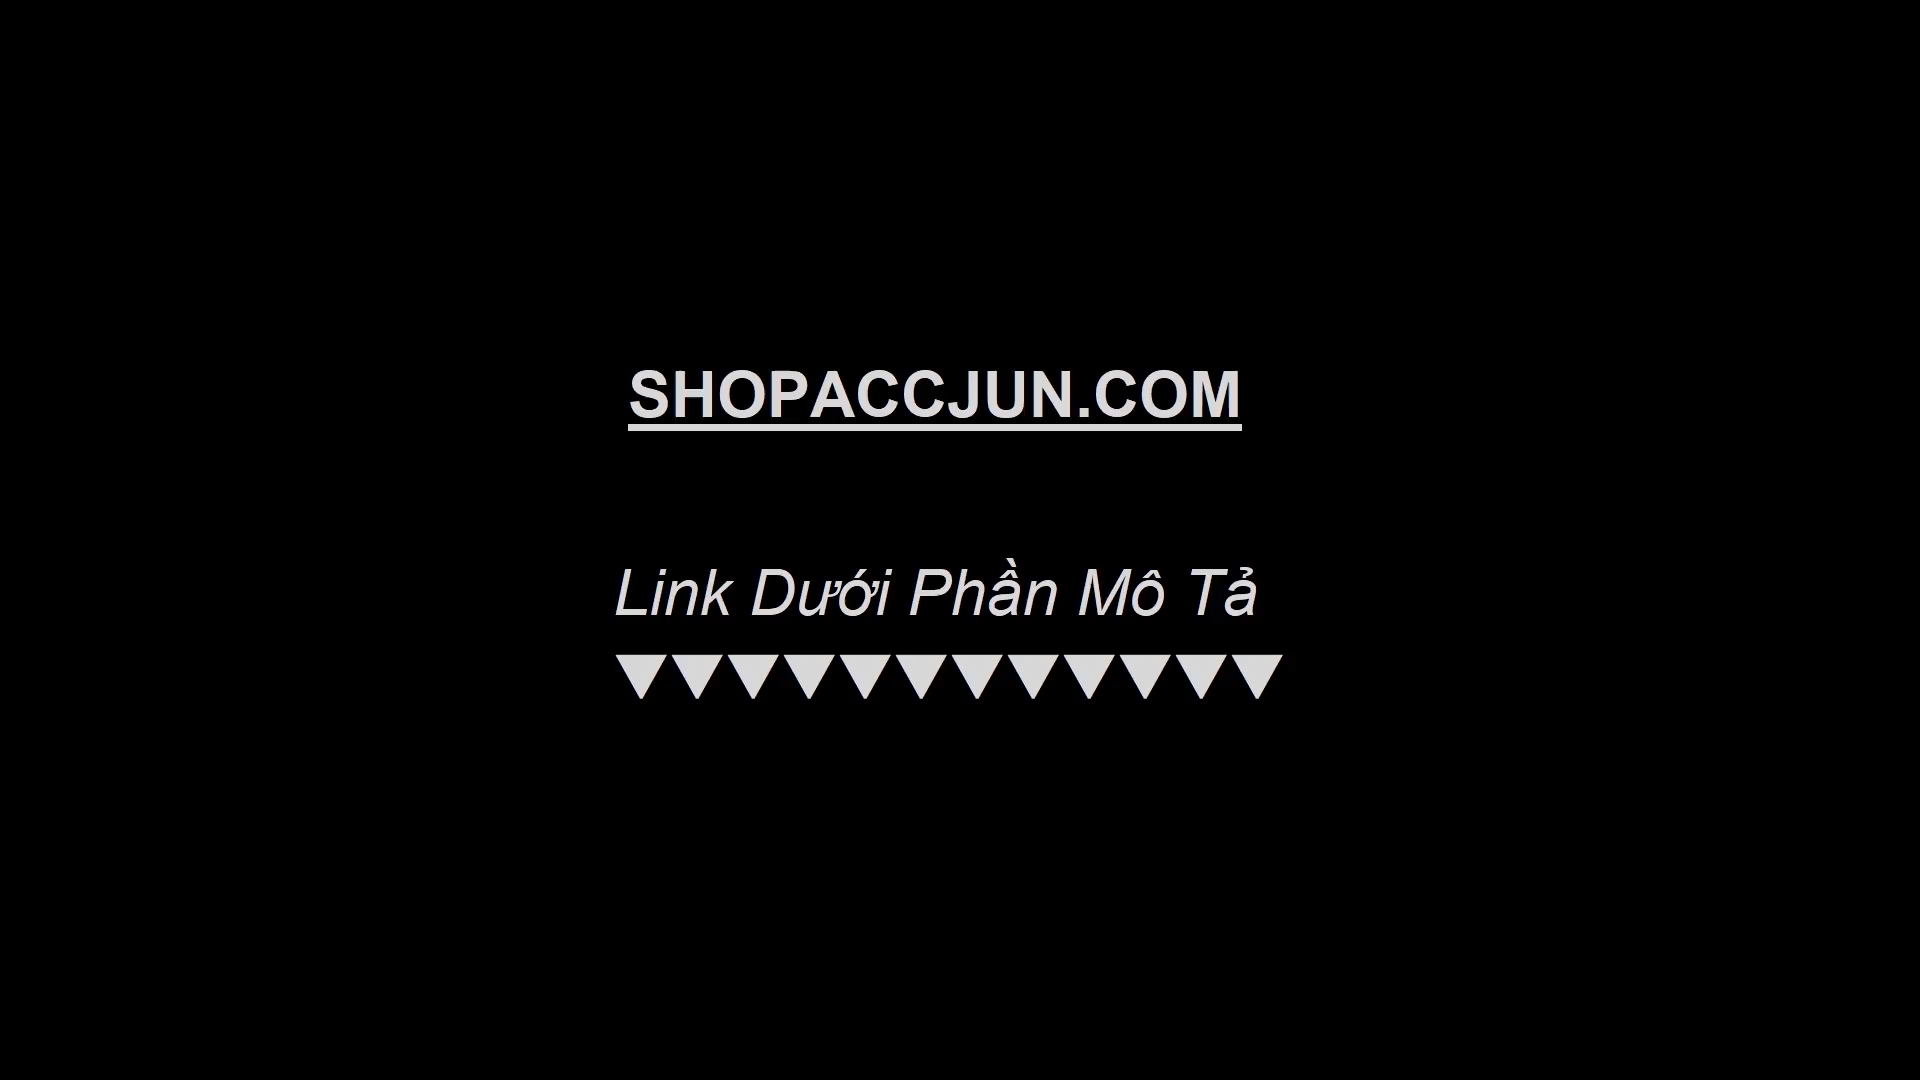 SHOPACCJUN.COM
Link Dưới Phần Mô Tả
▼▼▼▼▼▼▼▼▼▼▼▼